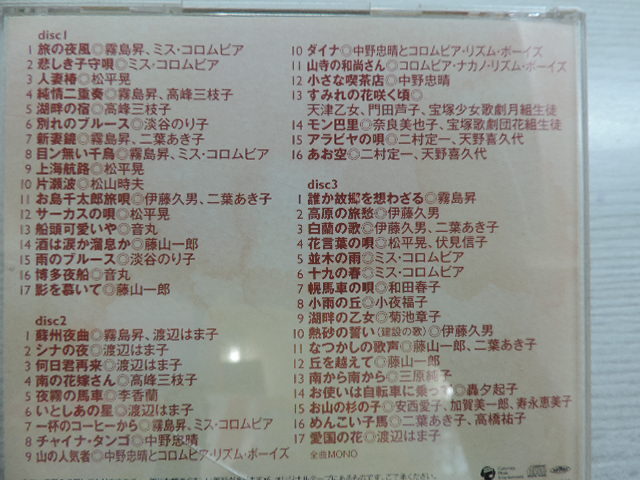 disc1
1 旅の夜風◎霧島昇、ミス・コロムビア
2 悲しき子守唄◎ミス・コロムビア
3 人妻椿◎松平晃
4 純情二重奏◎霧島昇、高峰三枝子
5 湖畔の宿◎高峰三枝子
6 別れのブルース◎淡谷のり子
7 新妻鏡◎霧島昇、二葉あき子
8 目ン無い千鳥◎霧島昇、ミス・コロムビア
9 上海航路◎松平晃
10 片瀬波◎松山時夫
11 お島千太郎旅唄◎伊藤久男、二葉あき子
12 サーカスの唄◎松平晃
13 船頭可愛いや◎音丸
14 酒は涙か溜息か◎藤山一郎
15 雨のブルース◎淡谷のり子
16 博多夜船◎音丸
17 影を慕いて◎藤山一郎
disc2
1 蘇州夜曲◎霧島昇、渡辺はま子
2 シナの夜◎渡辺はま子
3 何日君再来◎渡辺はま子
4 南の花嫁さん◎高峰三枝子
5 夜霧の馬車◎李香蘭
6 いとしあの星◎渡辺はま子
7 一杯のコーヒーから◎霧島昇、ミス・コロムビア
8 チャイナ・タンゴ◎中野忠晴
9 山の人気者◎中野忠晴とコロムビア・リズム・ボーイズ
10 ダイナ◎中野忠晴とコロムビア・リズム・ボーイズ
11 山寺の和尚さん◎コロムビア・ナカノ・リズム・ボーイズ
12 小さな喫茶店◎中野忠晴
13 すみれの花咲く頃◎
天津乙女、門田芦子、宝塚少女歌劇月組生徒
14 モン巴里◎奈良美也子、宝塚歌劇団花組生徒
15 アラビヤの唄◎二村定一、天野喜久代
16 あお空◎二村定一、天野喜久代
disc3
1 誰か故郷を想わざる◎霧島昇
2 高原の旅愁◎伊藤久男
3 白蘭の歌◎伊藤久男、二葉あき子
4 花言葉の唄◎松平晃、伏見信子
5 並木の雨◎ミス・コロムビア
6 十九の春◎ミス・コロムビア
7 幌馬車の唄◎和田春子
8 小雨の丘◎小夜福子
9 湖畔の乙女◎菊池章子
10 熱砂の誓い(建設の歌)◎伊藤久男
11 なつかしの歌声◎藤山一郎、二葉あき子
12 丘を越えて◎藤山一郎
13 南から南から◎三原純子
14 お使いは自転車に乗って◎轟夕起子
15 お山の杉の子◎安西愛子、加賀美一郎、寿永恵美子
16 めんこい子馬◎二葉あき子、高橋祐子
17 愛国の花◎渡辺はま子
全曲MONO